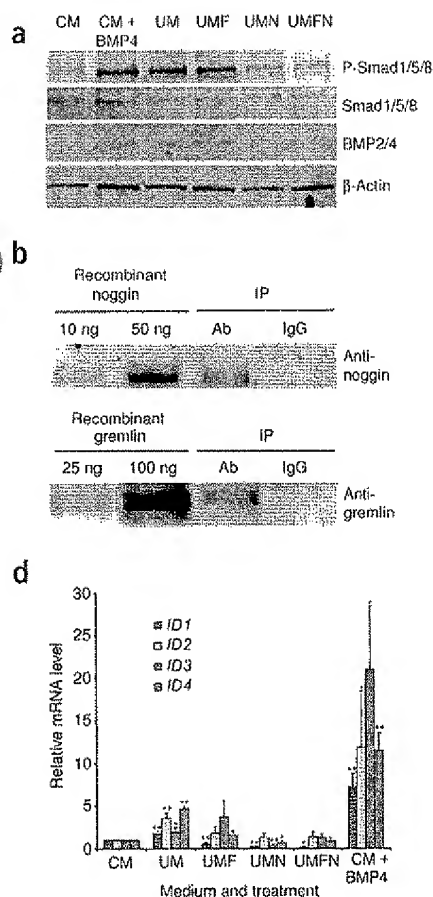 a
CM CM + BMP4 UM UMF UMN UMFN
P-Smad1/5/8
Smad1/5/8
BMP2/4
β-Actin
b
Recombinant noggin IP
10 ng 50 ng Ab IgG
Anti-noggin
Recombinant gremlin IP
25 ng 100 ng Ab IgG
Anti-gremlin
d
Relative mRNA level
30
25
20
15
10
5
0
ID1
ID2
ID3
ID4
CM UM UMF UMN UMFN CM + BMP4
Medium and treatment